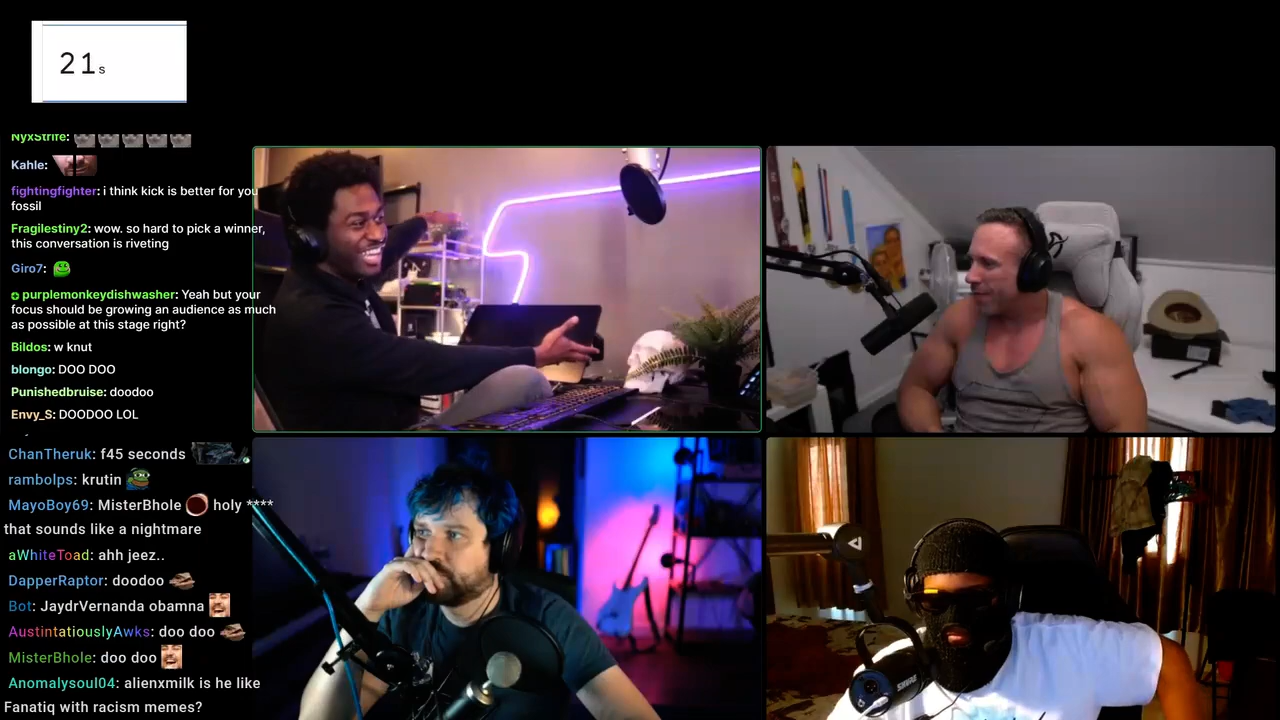 21s
NyxStrife:
Kahle:
fightingfighter: i think kick is better for you
fossil
Fragilestiny2: wow. so hard to pick a winner,
this conversation is riveting
Giro7:
purplemonkeydishwasher: Yeah but your
focus should be growing an audience as much
as possible at this stage right?
Bildos: w knut
blongo: DOO DOO
Punishedbruise: doodoo
Envy_S: DOODOO LOL
ChanTheruk: f45 seconds
rambolps: krutin
MayoBoy69: MisterBhole holy ****
that sounds like a nightmare
aWhiteToad: ahh jeez..
DapperRaptor: doodoo
Bot: JaydrVernanda obamna
AustintatiouslyAwks: doo doo
MisterBhole: doo doo
Anomalysoul04: alienxmilk is he like
Fanatiq with racism memes?
SHURE